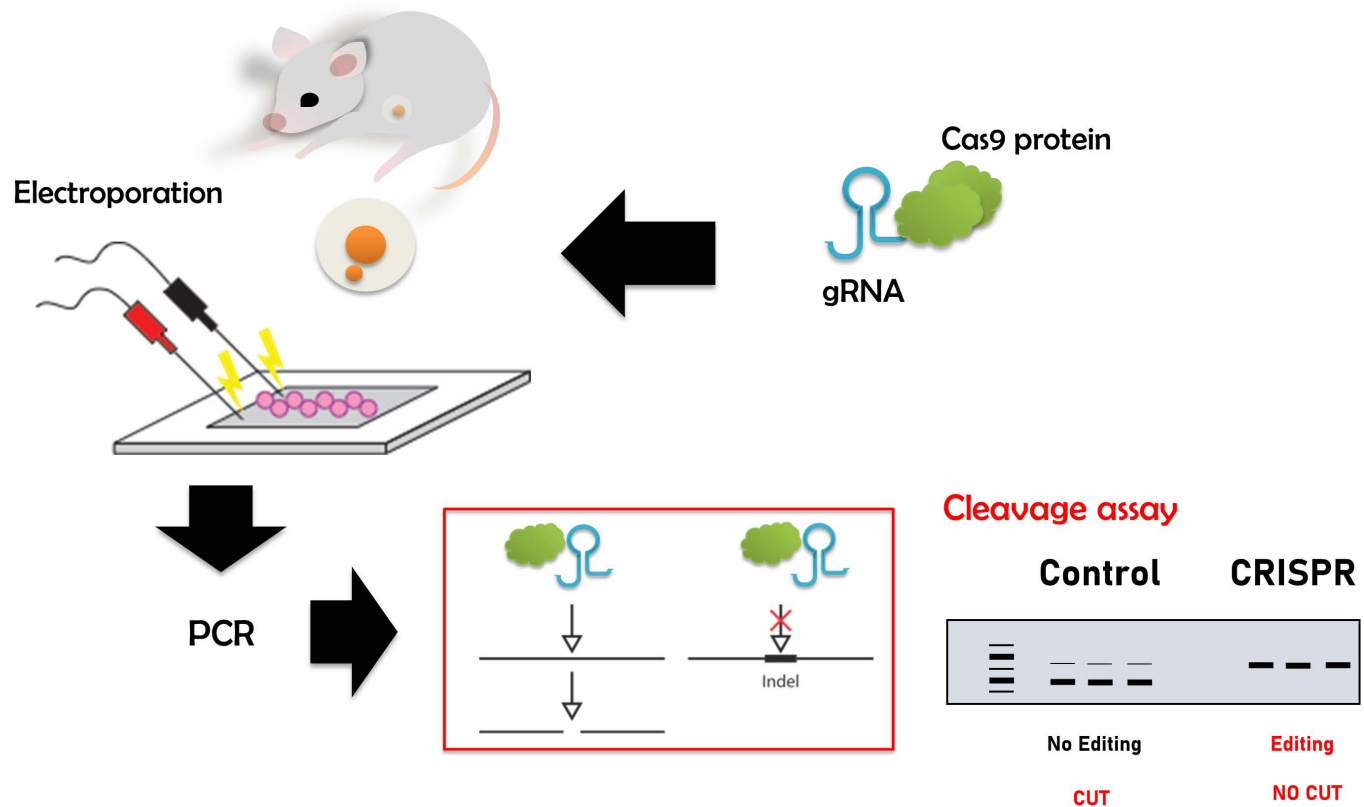 Cas9 protein
Electroporation
gRNA
PCR
Indel
Cleavage assay
Control CRISPR
No Editing Editing
CUT NO CUT